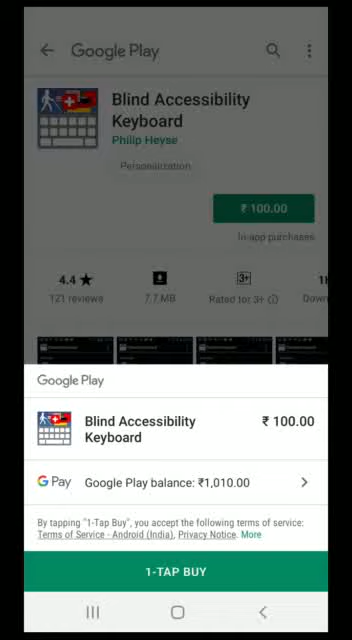 Google Play
Blind Accessibility
Keyboard
Philip Heyse
Personalization
₹ 100.00
In-app purchases
4.4 ★
3+
121 reviews
7.7 MB
Rated for 3+
Down
Google Play
Blind Accessibility
Keyboard
₹ 100.00
G Pay
Google Play balance: ₹1,010.00
By tapping "1-Tap Buy", you accept the following terms of service:
Terms of Service - Android (India), Privacy Notice. More
1-TAP BUY